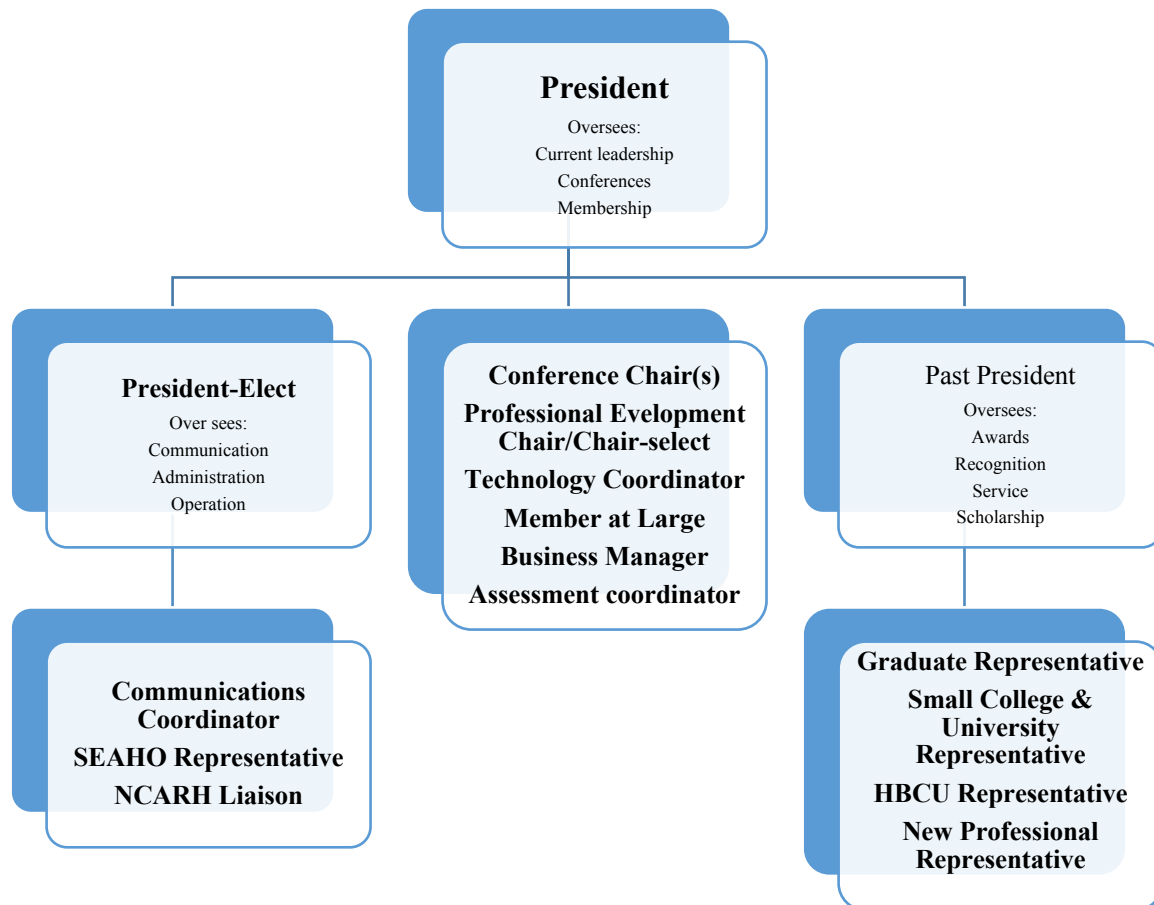 President
Oversees:
Current leadership
Conferences
Membership
President-Elect
Over sees:
Communication
Administration
Operation
Conference Chair(s)
Professional Evelopment
Chair/Chair-select
Technology Coordinator
Member at Large
Business Manager
Assessment coordinator
Past President
Oversees:
Awards
Recognition
Service
Scholarship
Communications
Coordinator
SEAHO Representative
NCARH Liaison
Graduate Representative
Small College &
University
Representative
HBCU Representative
New Professional
Representative